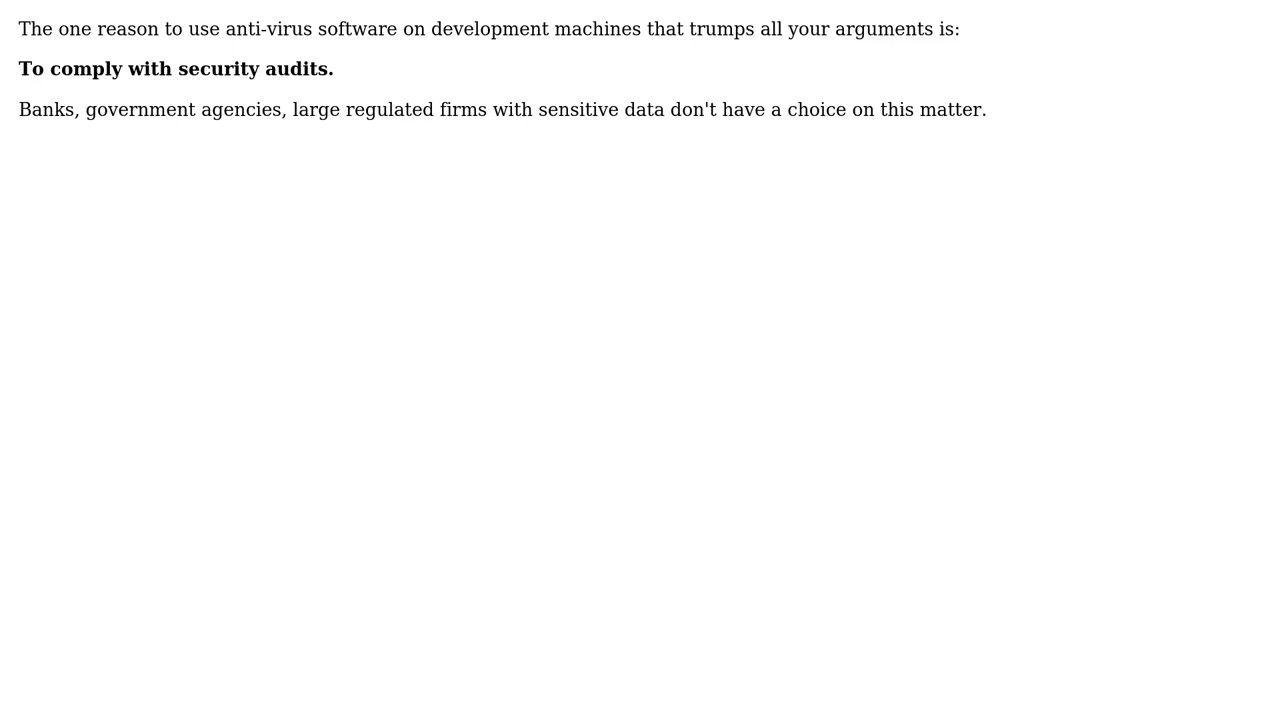 The one reason to use anti-virus software on development machines that trumps all your arguments is:
To comply with security audits.
Banks, government agencies, large regulated firms with sensitive data don't have a choice on this matter.